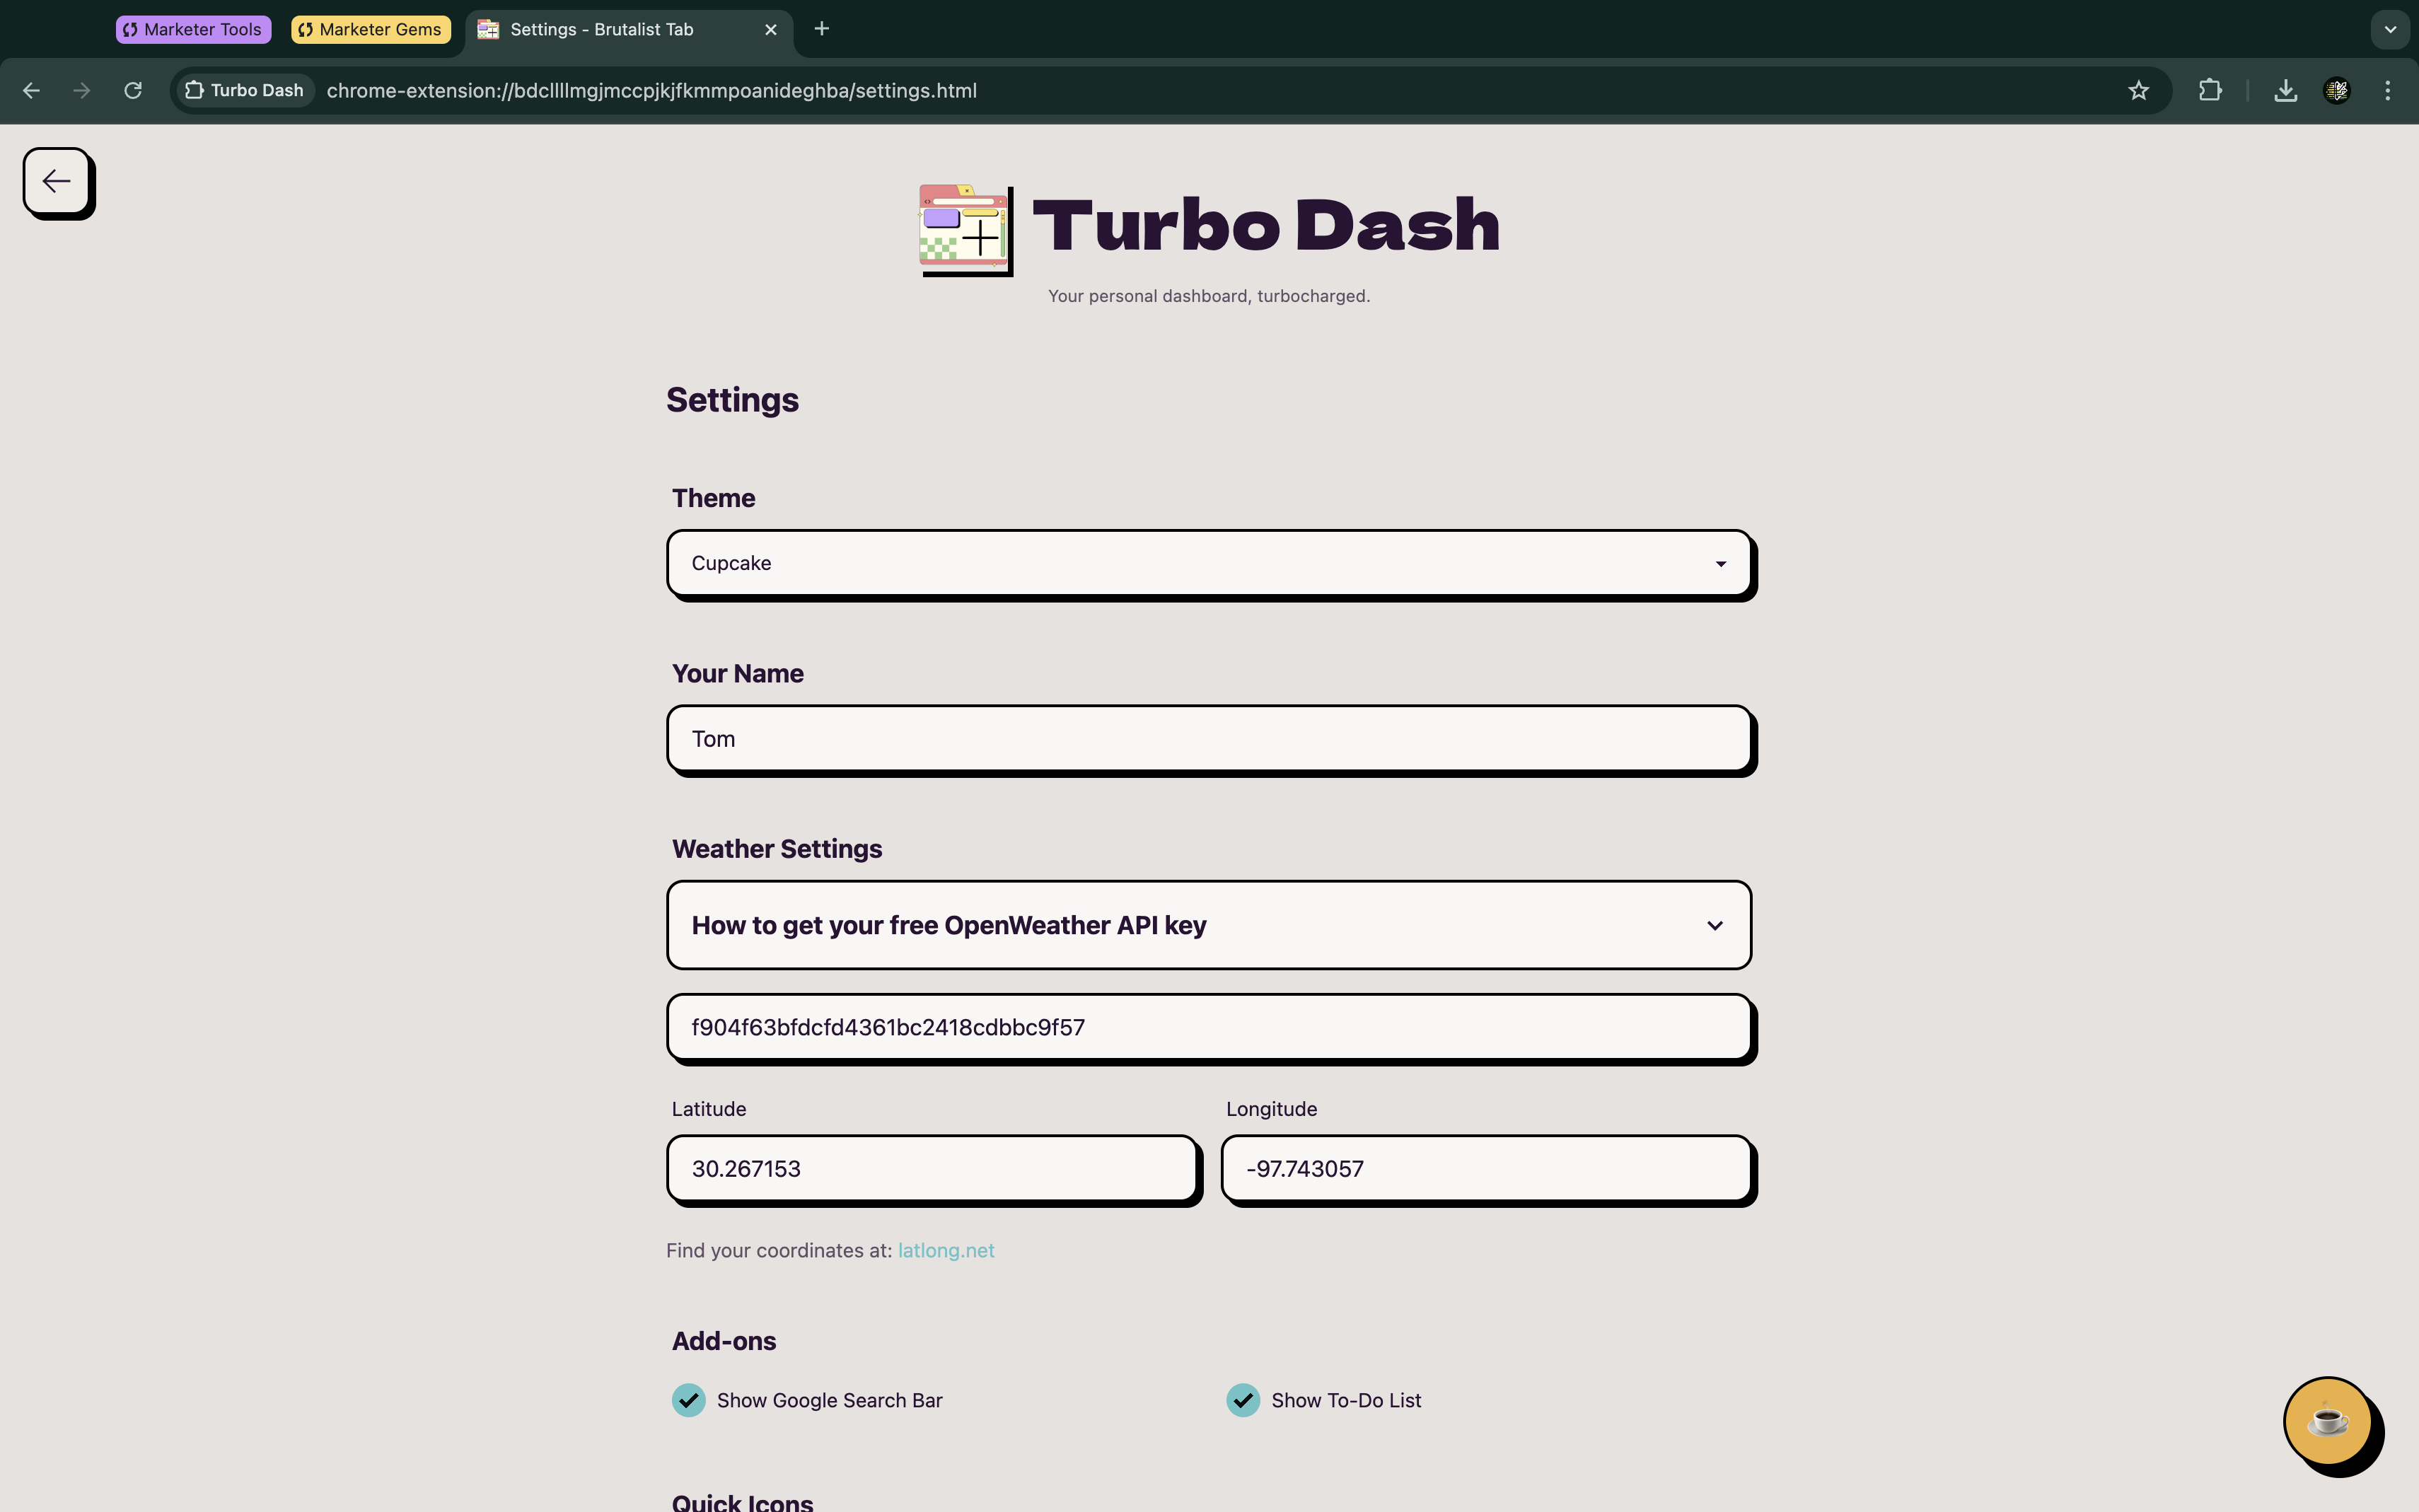 Marketer Tools
Marketer Gems
Settings - Brutalist Tab
Turbo Dash
chrome-extension://bdcllllmgjmccpjkjfkmmpoanideghba/settings.html
Turbo Dash
Your personal dashboard, turbocharged.
Settings
Theme
Cupcake
Your Name
Tom
Weather Settings
How to get your free OpenWeather API key
f904f63bfdcfd4361bc2418cdbbc9f57
Latitude
Longitude
30.267153
-97.743057
Find your coordinates at: latlong.net
Add-ons
Show Google Search Bar
Show To-Do List
Quick Icons